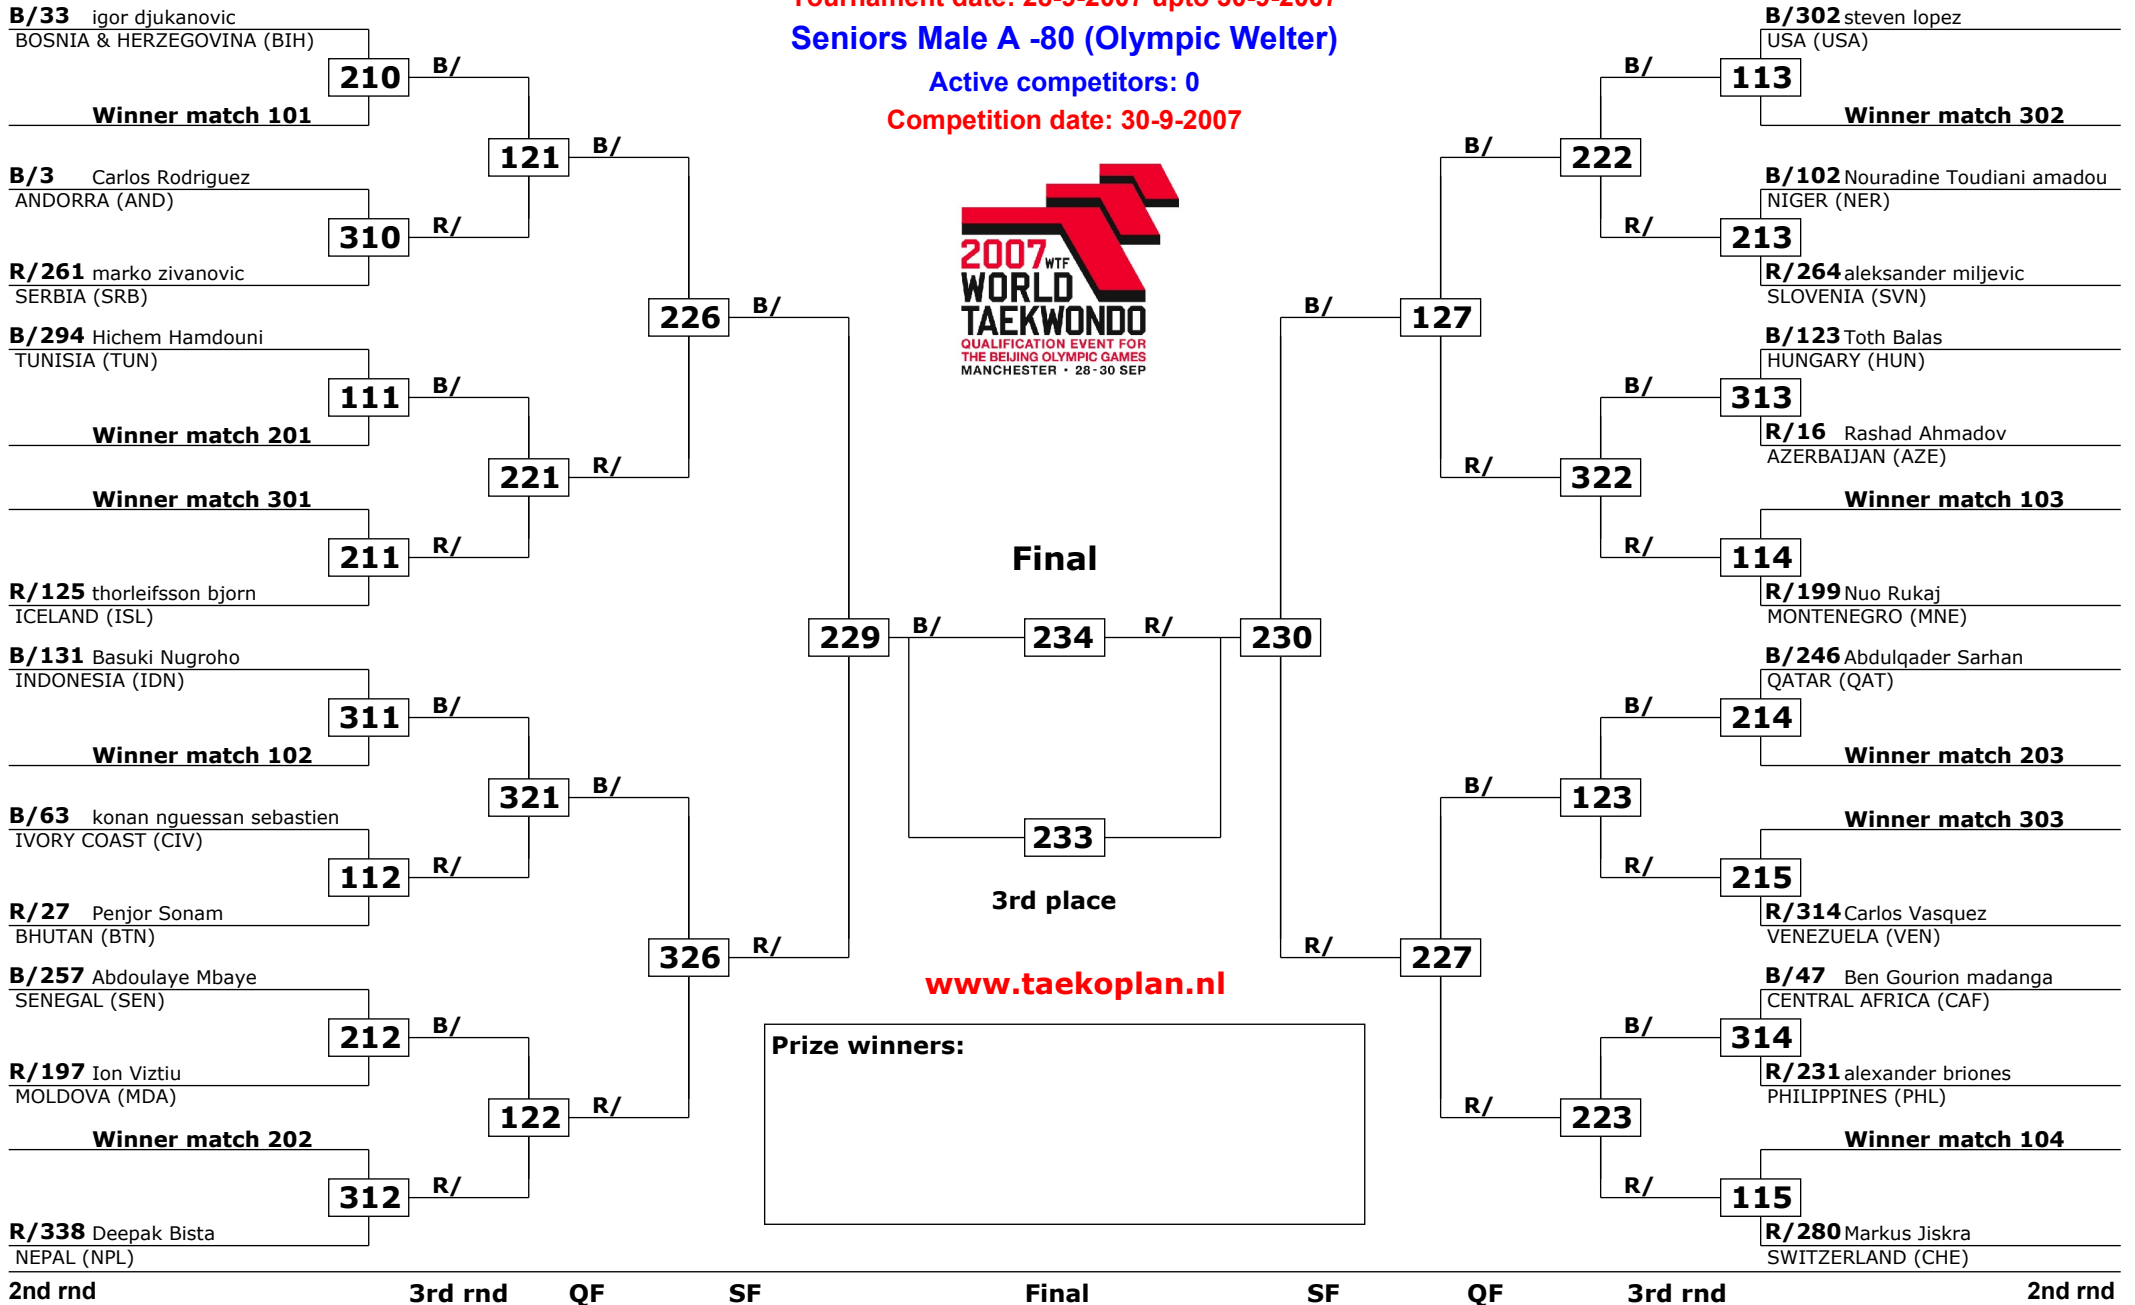 Tournament date: 28-9-2007 upto 30-9-2007
Seniors Male A -80 (Olympic Welter)
Active competitors: 0
Competition date: 30-9-2007
2007 WTF
WORLD
TAEKWONDO
QUALIFICATION EVENT FOR
THE BEIJING OLYMPIC GAMES
MANCHESTER • 28-30 SEP
B/33 igor djukanovic
BOSNIA & HERZEGOVINA (BIH)
210 B/
Winner match 101
121 B/
B/3 Carlos Rodriguez
ANDORRA (AND)
310 R/
R/261 marko zivanovic
SERBIA (SRB)
226 B/
B/294 Hichem Hamdouni
TUNISIA (TUN)
111 B/
Winner match 201
221 R/
Winner match 301
211 R/
R/125 thorleifsson bjorn
ICELAND (ISL)
229 B/
B/131 Basuki Nugroho
INDONESIA (IDN)
311 B/
Winner match 102
321 B/
B/63 konan nguessan sebastien
IVORY COAST (CIV)
112 R/
R/27 Penjor Sonam
BHUTAN (BTN)
326 R/
B/257 Abdoulaye Mbaye
SENEGAL (SEN)
212 B/
R/197 Ion Viztiu
MOLDOVA (MDA)
122 R/
Winner match 202
312 R/
R/338 Deepak Bista
NEPAL (NPL)
Final
234
233
3rd place
www.taekoplan.nl
Prize winners:
B/302 steven lopez
USA (USA)
B/ 113
Winner match 302
B/ 222
B/102 Nouradine Toudiani amadou
NIGER (NER)
R/ 213
R/264 aleksander miljevic
SLOVENIA (SVN)
B/ 127
B/123 Toth Balas
HUNGARY (HUN)
B/ 313
R/16 Rashad Ahmadov
AZERBAIJAN (AZE)
R/ 322
Winner match 103
R/ 114
R/199 Nuo Rukaj
MONTENEGRO (MNE)
R/ 230
B/246 Abdulqader Sarhan
QATAR (QAT)
B/ 214
Winner match 203
B/ 123
Winner match 303
R/ 215
R/314 Carlos Vasquez
VENEZUELA (VEN)
R/ 227
B/47 Ben Gourion madanga
CENTRAL AFRICA (CAF)
B/ 314
R/231 alexander briones
PHILIPPINES (PHL)
R/ 223
Winner match 104
R/ 115
R/280 Markus Jiskra
SWITZERLAND (CHE)
2nd rnd 3rd rnd QF SF Final SF QF 3rd rnd 2nd rnd